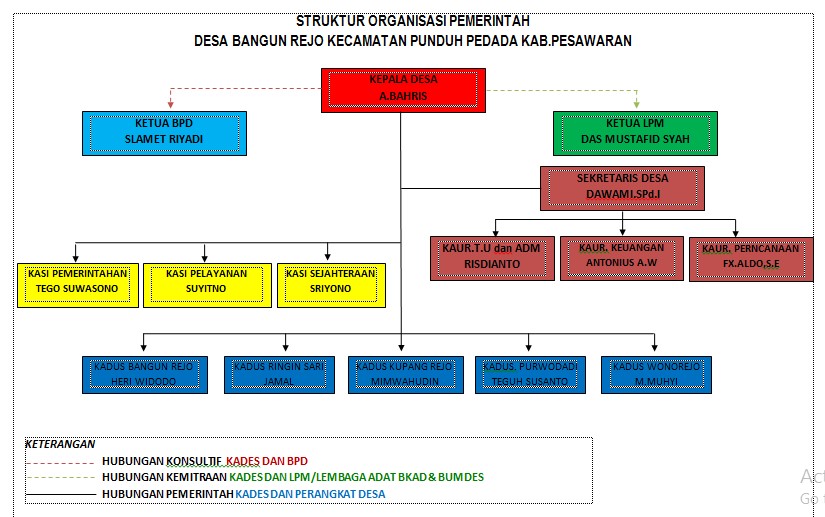 STRUKTUR ORGANISASI PEMERINTAH
DESA BANGUN REJO KECAMATAN PUNDUH PEDADA KAB.PESAWARAN
KEPALA DESA
A.BAHRIS
KETUA BPD
SLAMET RIYADI
KETUA LPM
DAS MUSTAFID SYAH
SEKRETARIS DESA
DAWAMI.SPd.I
KAUR.T.U dan ADM
RISDIANTO
KAUR. KEUANGAN
ANTONIUS A.W
KAUR. PERNCANAAN
FX.ALDO,S.E
KASI PEMERINTAHAN
TEGO SUWASONO
KASI PELAYANAN
SUYITNO
KASI SEJAHTERAAN
SRIYONO
KADUS BANGUN REJO
HERI WIDODO
KADUS RINGIN SARI
JAMAL
KADUS KUPANG REJO
MIMWAHUDIN
KADUS. PURWODADI
TEGUH SUSANTO
KADUS WONOREJO
M.MUHYI
KETERANGAN
HUBUNGAN KONSULTIF KADES DAN BPD
HUBUNGAN KEMITRAAN KADES DAN LPM/LEMBAGA ADAT BKAD & BUMDES
HUBUNGAN PEMERINTAH KADES DAN PERANGKAT DESA